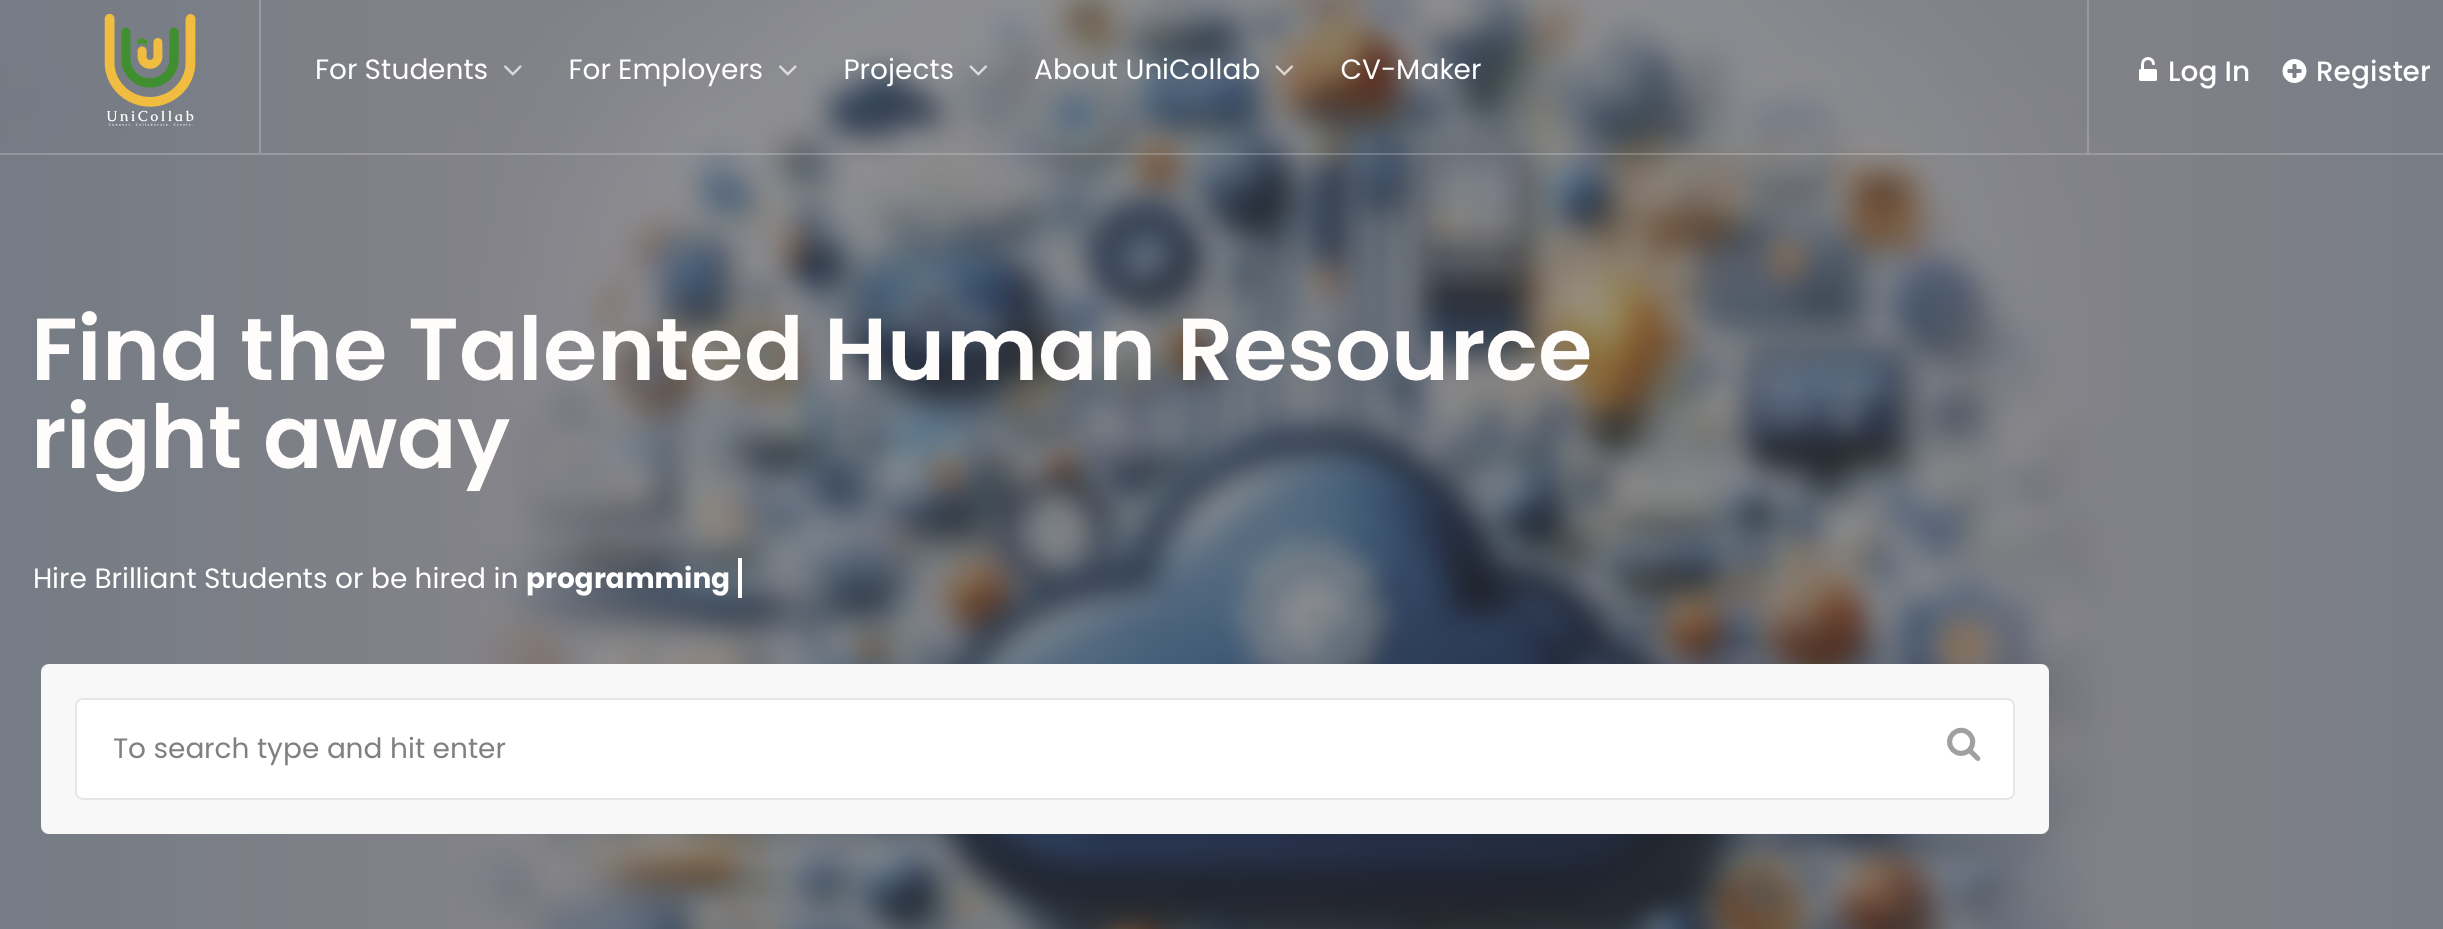 UniCollab
For Students
For Employers
Projects
About UniCollab
CV-Maker
Log In
Register
Find the Talented Human Resource
right away
Hire Brilliant Students or be hired in programming
To search type and hit enter